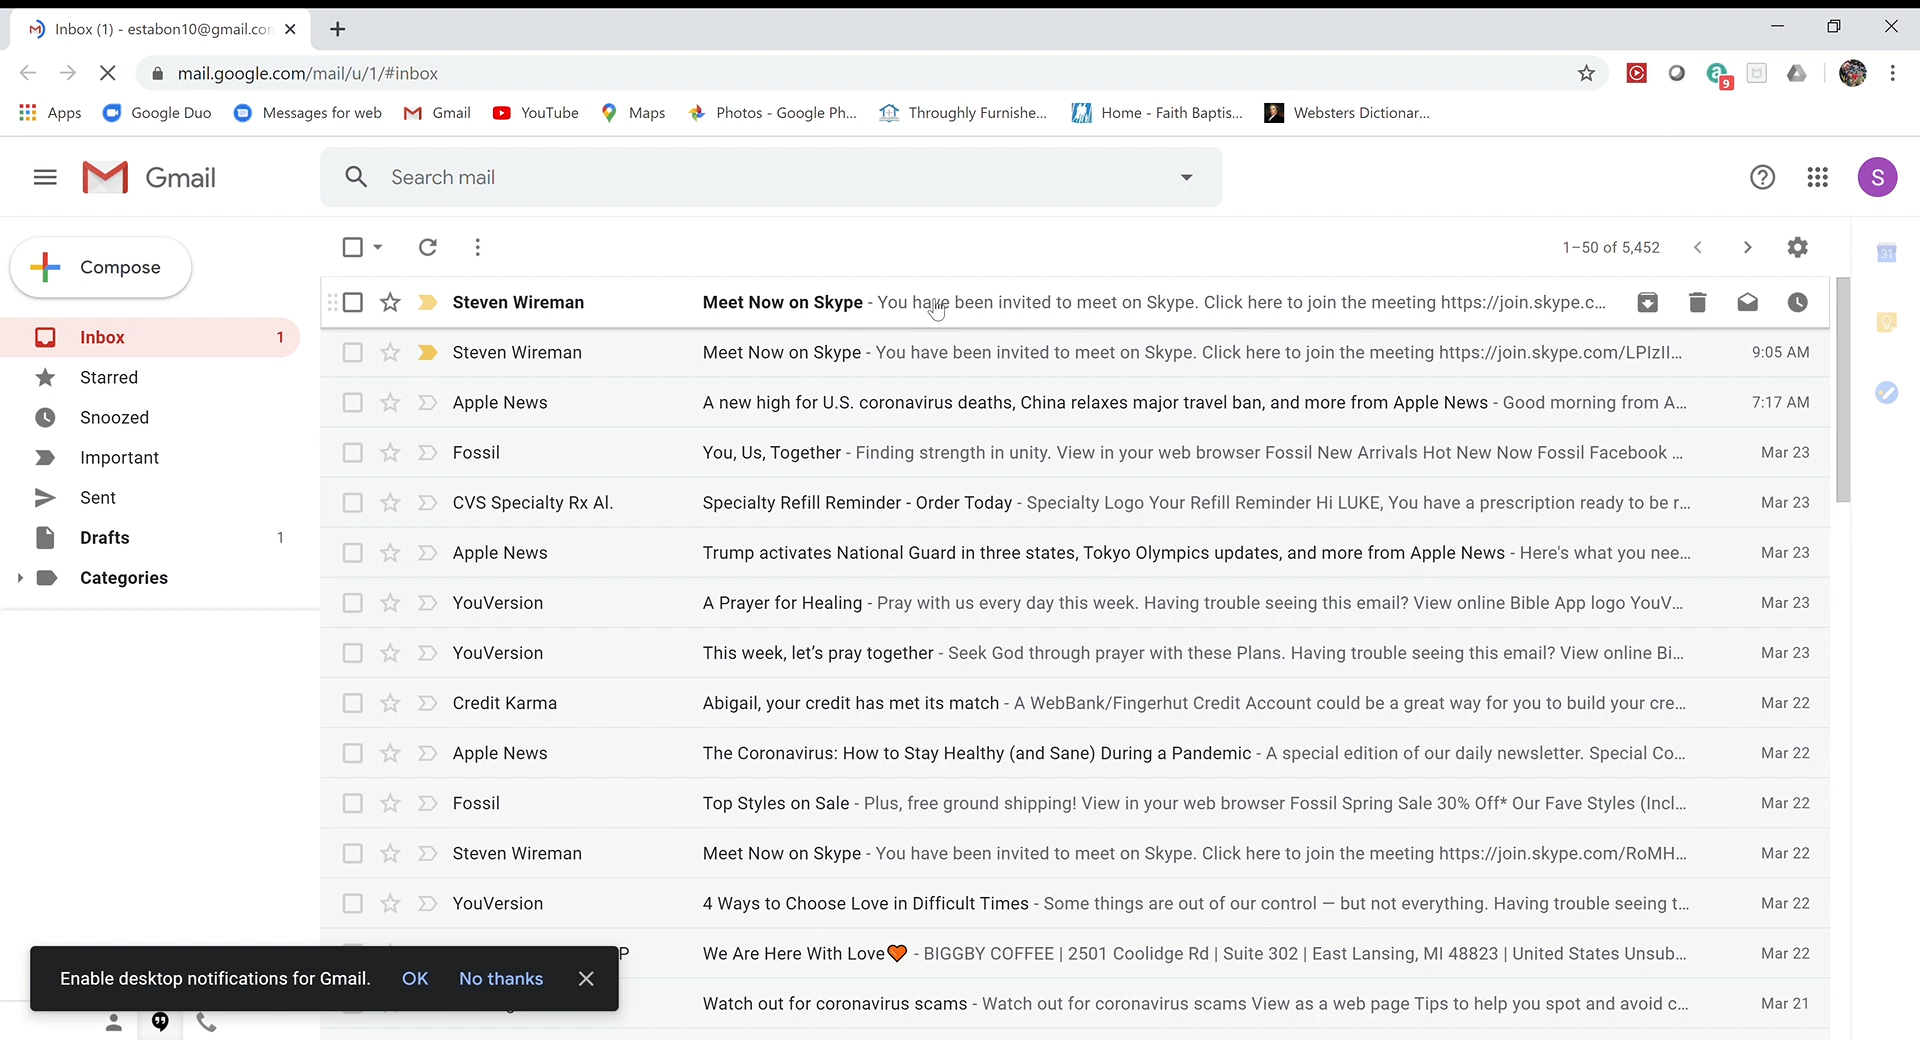 Inbox (1) - estabon10@gmail.con
mail.google.com/mail/u/1/#inbox
9
Apps Google Duo Messages for web Gmail YouTube Maps Photos - Google Ph... Throughly Furnishe... Home - Faith Baptis... Websters Dictionar...
Gmail
Search mail
S
Compose
1–50 of 5,452
31
Inbox 1
Starred
Snoozed
Important
Sent
Drafts 1
Categories
Steven Wireman Meet Now on Skype - You have been invited to meet on Skype. Click here to join the meeting https://join.skype.c...
Steven Wireman Meet Now on Skype - You have been invited to meet on Skype. Click here to join the meeting https://join.skype.com/LPIzII... 9:05 AM
Apple News A new high for U.S. coronavirus deaths, China relaxes major travel ban, and more from Apple News - Good morning from A... 7:17 AM
Fossil You, Us, Together - Finding strength in unity. View in your web browser Fossil New Arrivals Hot New Now Fossil Facebook ... Mar 23
CVS Specialty Rx Al. Specialty Refill Reminder - Order Today - Specialty Logo Your Refill Reminder Hi LUKE, You have a prescription ready to be r... Mar 23
Apple News Trump activates National Guard in three states, Tokyo Olympics updates, and more from Apple News - Here's what you nee... Mar 23
YouVersion A Prayer for Healing - Pray with us every day this week. Having trouble seeing this email? View online Bible App logo YouV... Mar 23
YouVersion This week, let’s pray together - Seek God through prayer with these Plans. Having trouble seeing this email? View online Bi... Mar 23
Credit Karma Abigail, your credit has met its match - A WebBank/Fingerhut Credit Account could be a great way for you to build your cre... Mar 22
Apple News The Coronavirus: How to Stay Healthy (and Sane) During a Pandemic - A special edition of our daily newsletter. Special Co... Mar 22
Fossil Top Styles on Sale - Plus, free ground shipping! View in your web browser Fossil Spring Sale 30% Off* Our Fave Styles (Incl... Mar 22
Steven Wireman Meet Now on Skype - You have been invited to meet on Skype. Click here to join the meeting https://join.skype.com/RoMH... Mar 22
YouVersion 4 Ways to Choose Love in Difficult Times - Some things are out of our control — but not everything. Having trouble seeing t... Mar 22
P We Are Here With Love🧡 - BIGGBY COFFEE | 2501 Coolidge Rd | Suite 302 | East Lansing, MI 48823 | United States Unsub... Mar 22
Watch out for coronavirus scams - Watch out for coronavirus scams View as a web page Tips to help you spot and avoid c... Mar 21
Enable desktop notifications for Gmail. OK No thanks